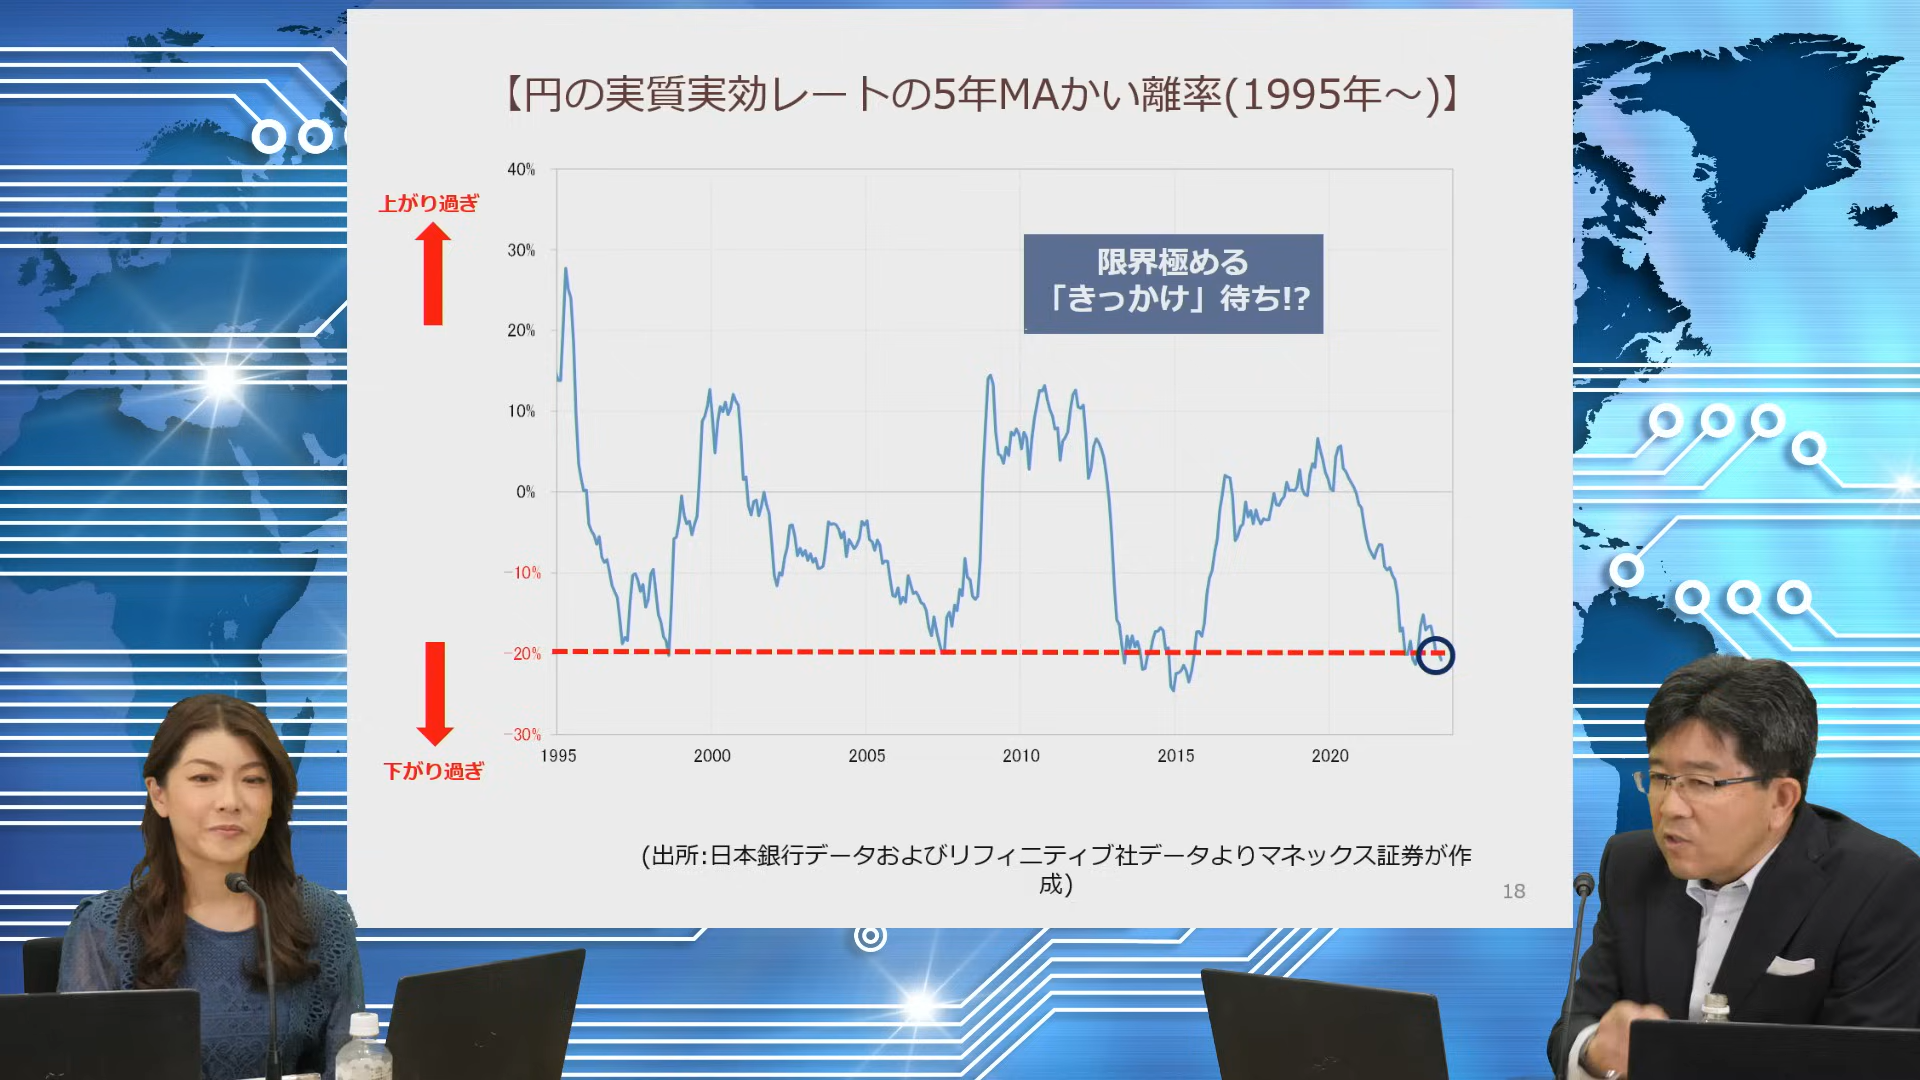 【円の実質実効レートの5年MAかい離率(1995年～)】
40%
上がり過ぎ
30%
限界極める
「きっかけ」待ち!?
20%
10%
0%
−10%
−20%
−30%
1995
2000
2005
2010
2015
2020
下がり過ぎ
(出所:日本銀行データおよびリフィニティブ社データよりマネックス証券が作
成)
18